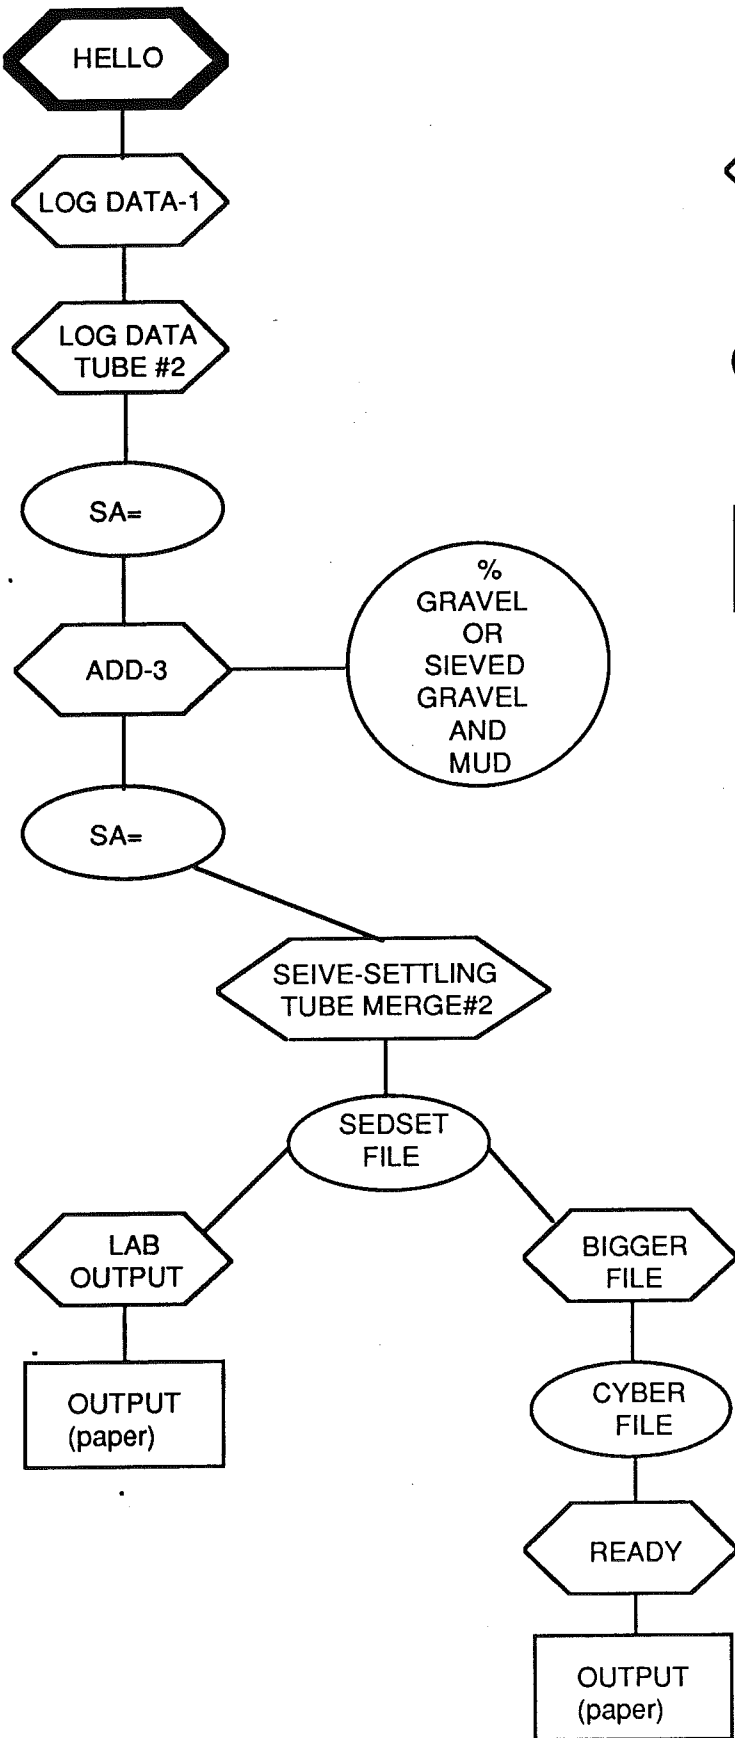 HELLO
LOG DATA-1
LOG DATA
TUBE #2
SA=
ADD-3
%
GRAVEL
OR
SIEVED
GRAVEL
AND
MUD
SA=
SEIVE-SETTLING
TUBE MERGE#2
SEDSET
FILE
LAB
OUTPUT
OUTPUT
(paper)
BIGGER
FILE
CYBER
FILE
READY
OUTPUT
(paper)